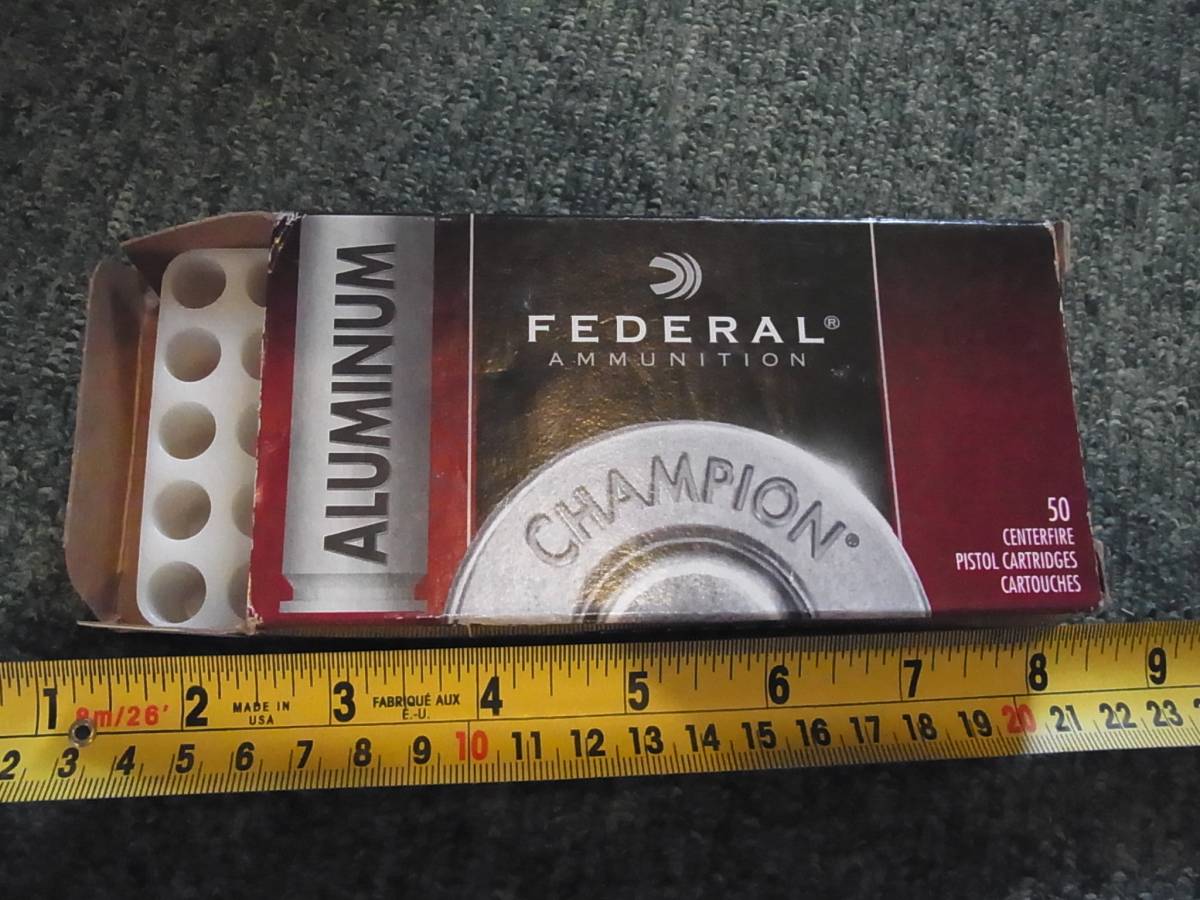 ALUMINUM
FEDERAL®
AMMUNITION
CHAMPION®
50
CENTERFIRE
PISTOL CARTRIDGES
CARTOUCHES
1 8m/26' 2 MADE IN USA 3 FABRIQUÉ AUX É.-U. 4 5 6 7 8 9
2 3 4 5 6 7 8 9 10 11 12 13 14 15 16 17 18 19 20 21 22 23